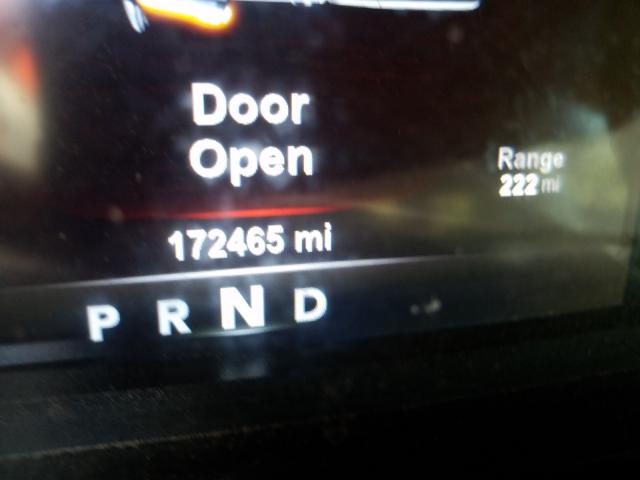 Door
Open
Range
222 mi
172465 mi
P R N D